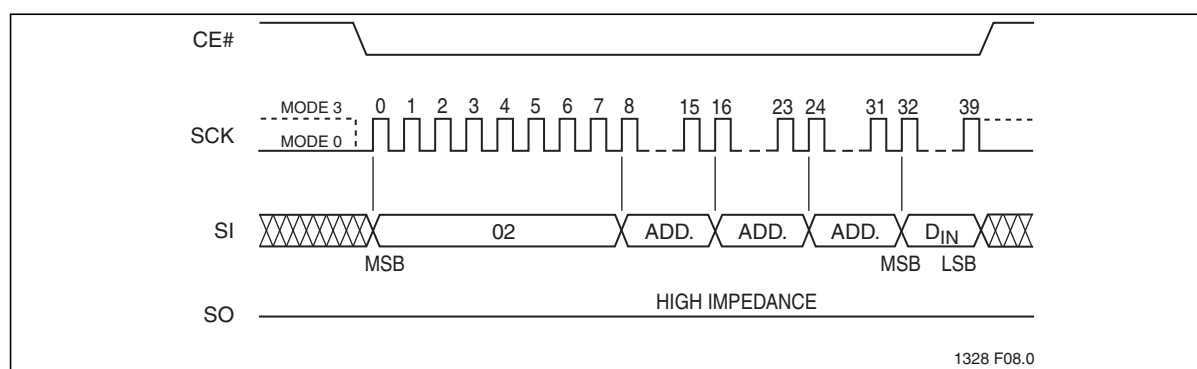 CE#
MODE 3 0 1 2 3 4 5 6 7 8 15 16 23 24 31 32 39
SCK
MODE 0
SI 02 ADD. ADD. ADD. DIN
MSB MSB LSB
HIGH IMPEDANCE
SO
1328 F08.0